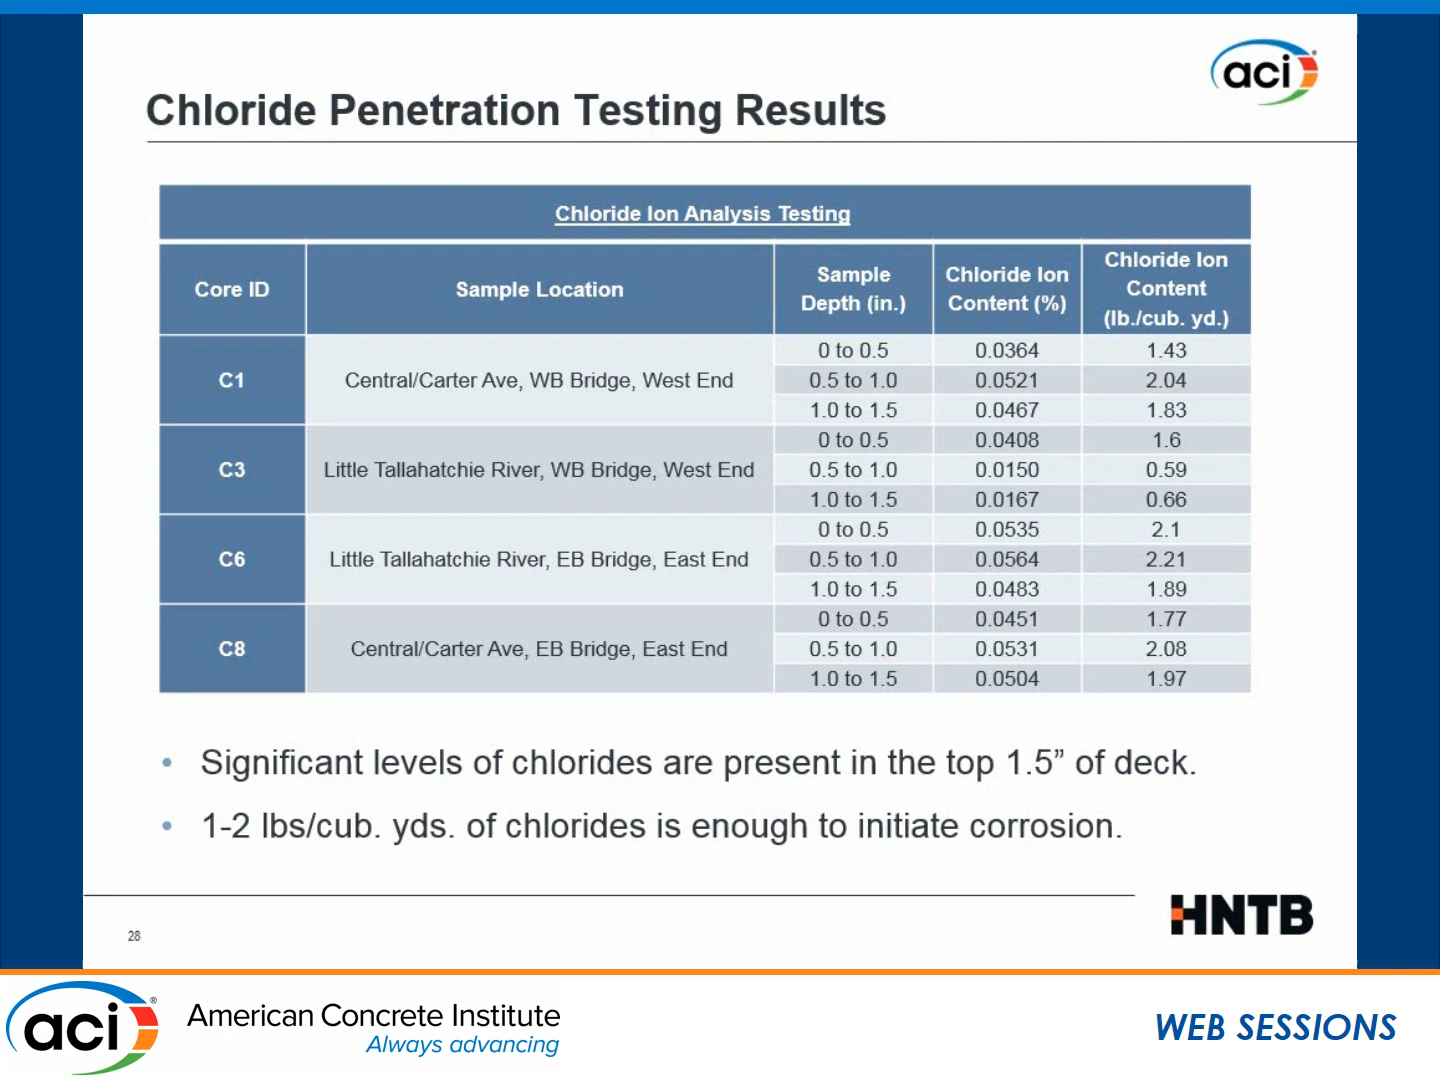 aci
Chloride Penetration Testing Results
Chloride Ion Analysis Testing
Core ID
Sample Location
Sample
Depth (in.)
Chloride Ion
Content (%)
Chloride Ion
Content
(lb./cub. yd.)
C1
Central/Carter Ave, WB Bridge, West End
0 to 0.5 0.0364 1.43
0.5 to 1.0 0.0521 2.04
1.0 to 1.5 0.0467 1.83
C3
Little Tallahatchie River, WB Bridge, West End
0 to 0.5 0.0408 1.6
0.5 to 1.0 0.0150 0.59
1.0 to 1.5 0.0167 0.66
C6
Little Tallahatchie River, EB Bridge, East End
0 to 0.5 0.0535 2.1
0.5 to 1.0 0.0564 2.21
1.0 to 1.5 0.0483 1.89
C8
Central/Carter Ave, EB Bridge, East End
0 to 0.5 0.0451 1.77
0.5 to 1.0 0.0531 2.08
1.0 to 1.5 0.0504 1.97
• Significant levels of chlorides are present in the top 1.5” of deck.
• 1-2 lbs/cub. yds. of chlorides is enough to initiate corrosion.
HNTB
28
aci®
American Concrete Institute
Always advancing
WEB SESSIONS